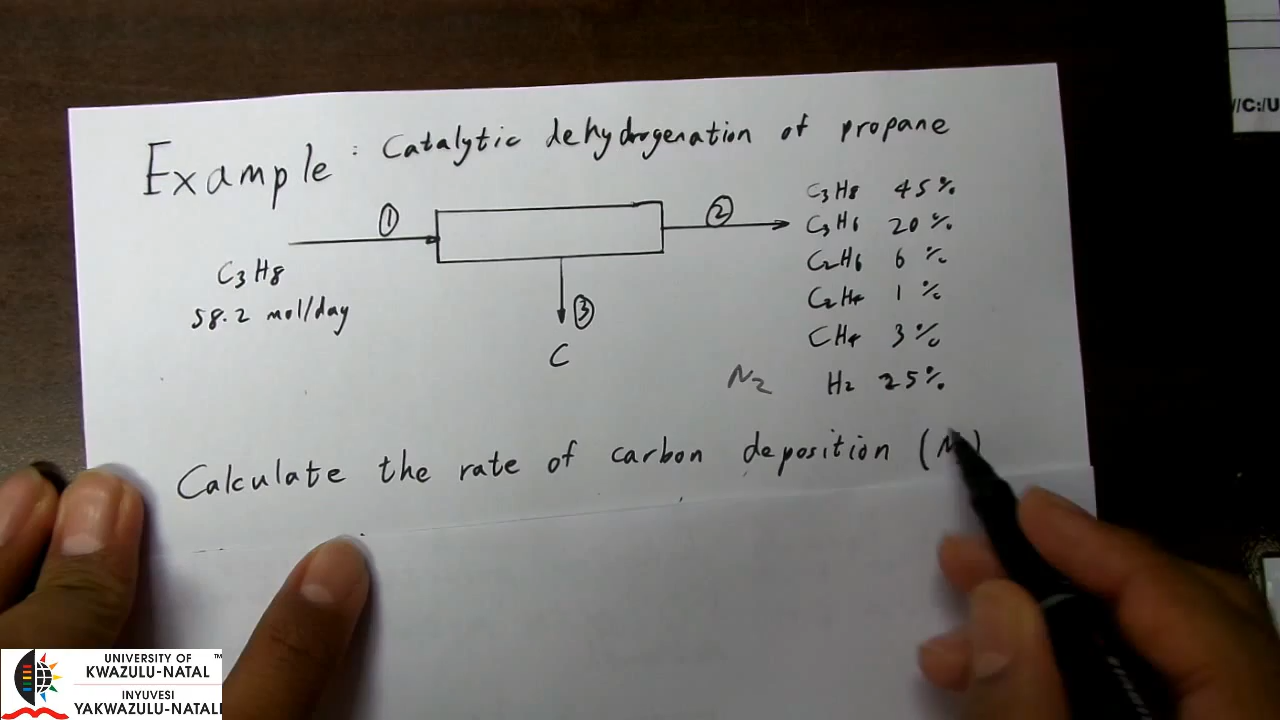 Example : Catalytic dehydrogenation of propane
① ②
C3H8 45%
C3H6 20%
C2H6 6%
C2H4 1%
CH4 3%
N2 H2 25%
C3H8
58.2 mol/day
③
C
Calculate the rate of carbon deposition (N3)
//C:/U
UNIVERSITY OF ™
KWAZULU-NATAL
INYUVESI
YAKWAZULU-NATALI